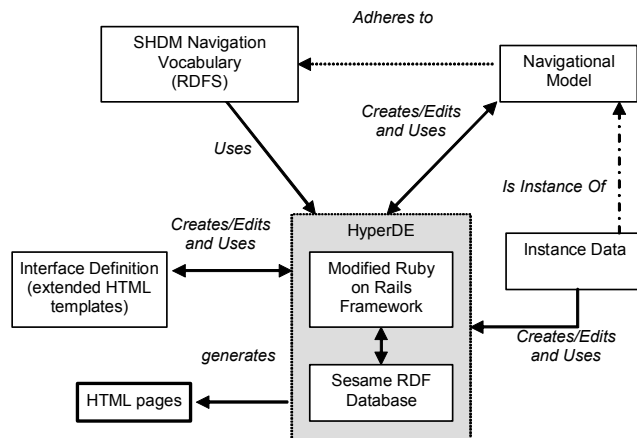 Adheres to
SHDM Navigation
Vocabulary
(RDFS)
Navigational
Model
Creates/Edits
and Uses
Uses
Is Instance Of
Creates/Edits
and Uses
HyperDE
Instance Data
Interface Definition
(extended HTML
templates)
Modified Ruby
on Rails
Framework
Creates/Edits
and Uses
generates
Sesame RDF
Database
HTML pages